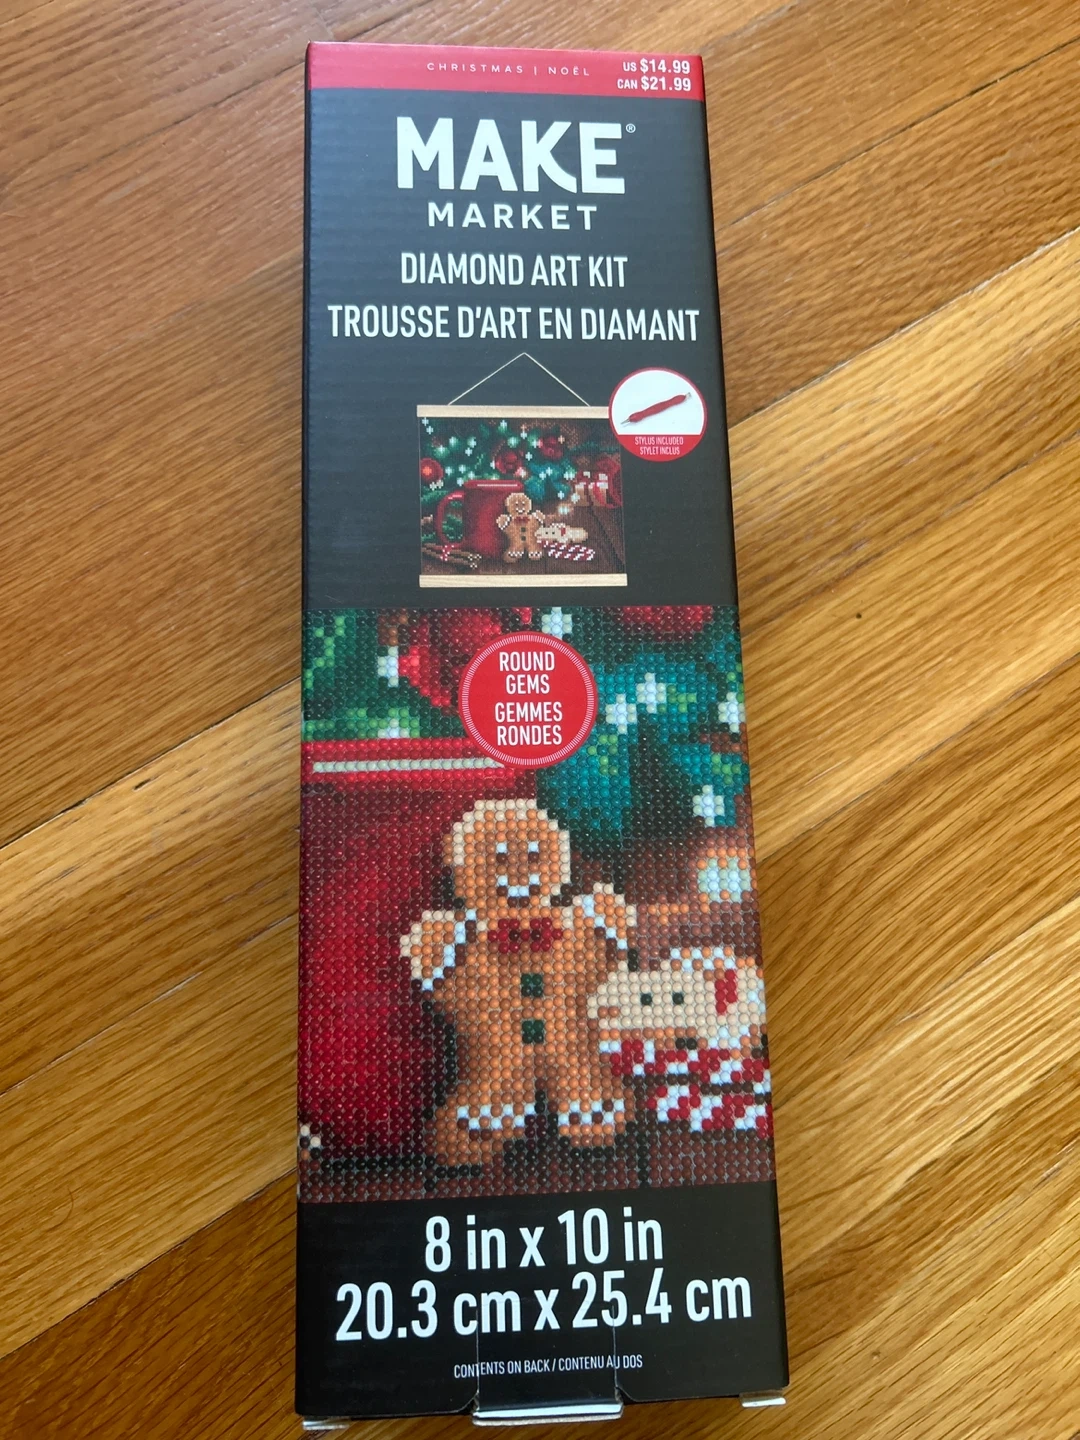 CHRISTMAS | NOËL
US $14.99
CAN $21.99
MAKE®
MARKET
DIAMOND ART KIT
TROUSSE D'ART EN DIAMANT
STYLUS INCLUDED
STYLET INCLUS
ROUND
GEMS
GEMMES
RONDES
8 in x 10 in
20.3 cm x 25.4 cm
CONTENTS ON BACK / CONTENU AU DOS